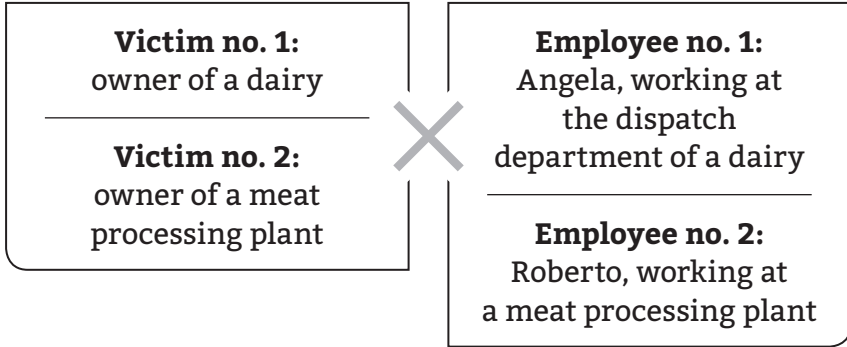 Victim no. 1:
owner of a dairy
Victim no. 2:
owner of a meat
processing plant
Employee no. 1:
Angela, working at
the dispatch
department of a dairy
Employee no. 2:
Roberto, working at
a meat processing plant